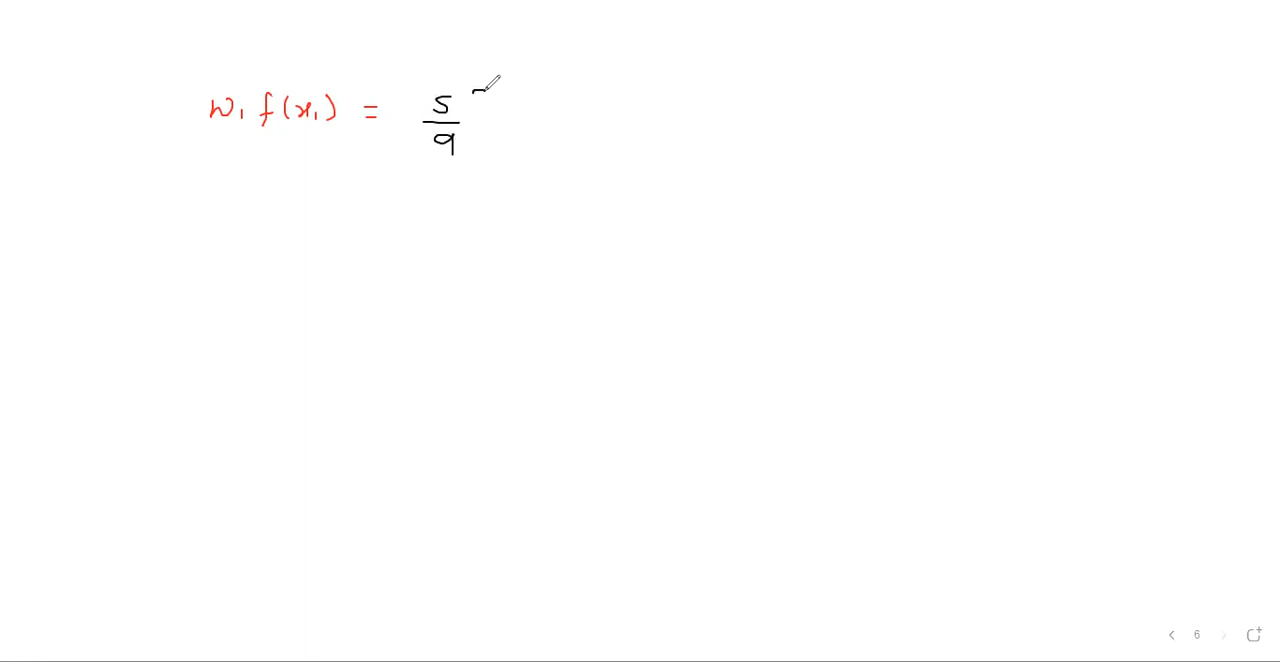 w₁ f(x₁) = 5/9
6